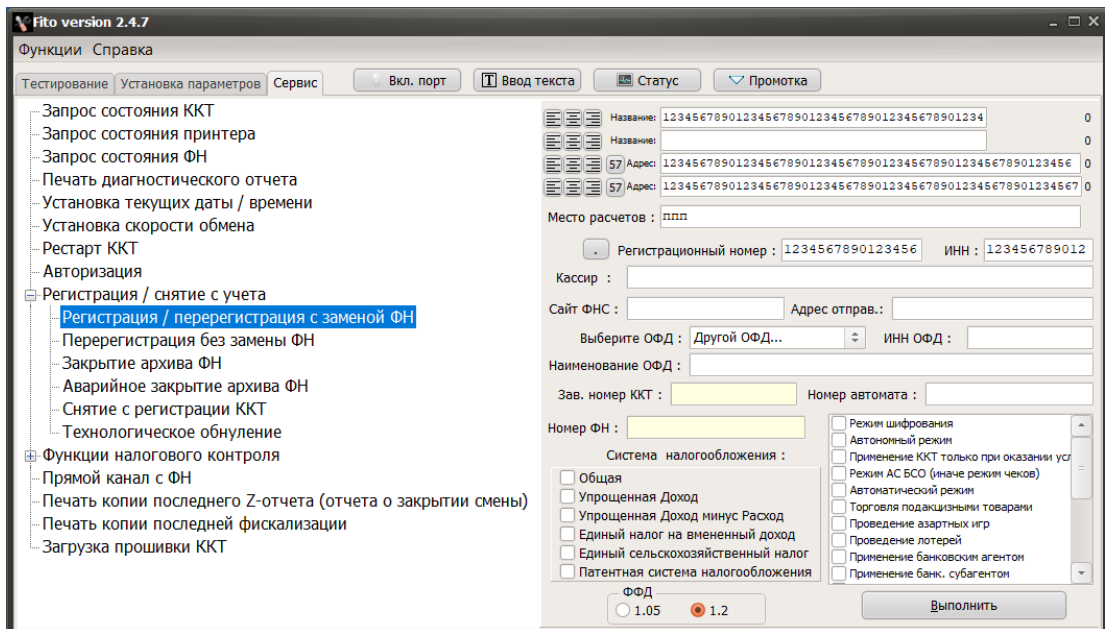 Fito version 2.4.7
Функции Справка
Тестирование Установка параметров Сервис Вкл. порт Ввод текста Статус Промотка
Запрос состояния ККТ
Запрос состояния принтера
Запрос состояния ФН
Печать диагностического отчета
Установка текущих даты / времени
Установка скорости обмена
Рестарт ККТ
Авторизация
Регистрация / снятие с учета
Регистрация / перерегистрация с заменой ФН
Перерегистрация без замены ФН
Закрытие архива ФН
Аварийное закрытие архива ФН
Снятие с регистрации ККТ
Технологическое обнуление
Функции налогового контроля
Прямой канал с ФН
Печать копии последнего Z-отчета (отчета о закрытии смены)
Печать копии последней фискализации
Загрузка прошивки ККТ
Название: 12345678901234567890123456789012345678901234 0
Название: 0
57 Адрес: 12345678901234567890123456789012345678901234567890123456 0
57 Адрес: 123456789012345678901234567890123456789012345678901234567 0
Место расчетов : ппп
. Регистрационный номер : 1234567890123456 ИНН : 123456789012
Кассир :
Сайт ФНС : Адрес отправ.:
Выберите ОФД : Другой ОФД... ИНН ОФД :
Наименование ОФД :
Зав. номер ККТ : Номер автомата :
Номер ФН :
Система налогообложения :
Общая
Упрощенная Доход
Упрощенная Доход минус Расход
Единый налог на вмененный доход
Единый сельскохозяйственный налог
Патентная система налогообложения
Режим шифрования
Автономный режим
Применение ККТ только при оказании усл
Режим АС БСО (иначе режим чеков)
Автоматический режим
Торговля подакцизными товарами
Проведение азартных игр
Проведение лотерей
Применение банковским агентом
Применение банк. субагентом
ФФД
1.05 1.2
Выполнить